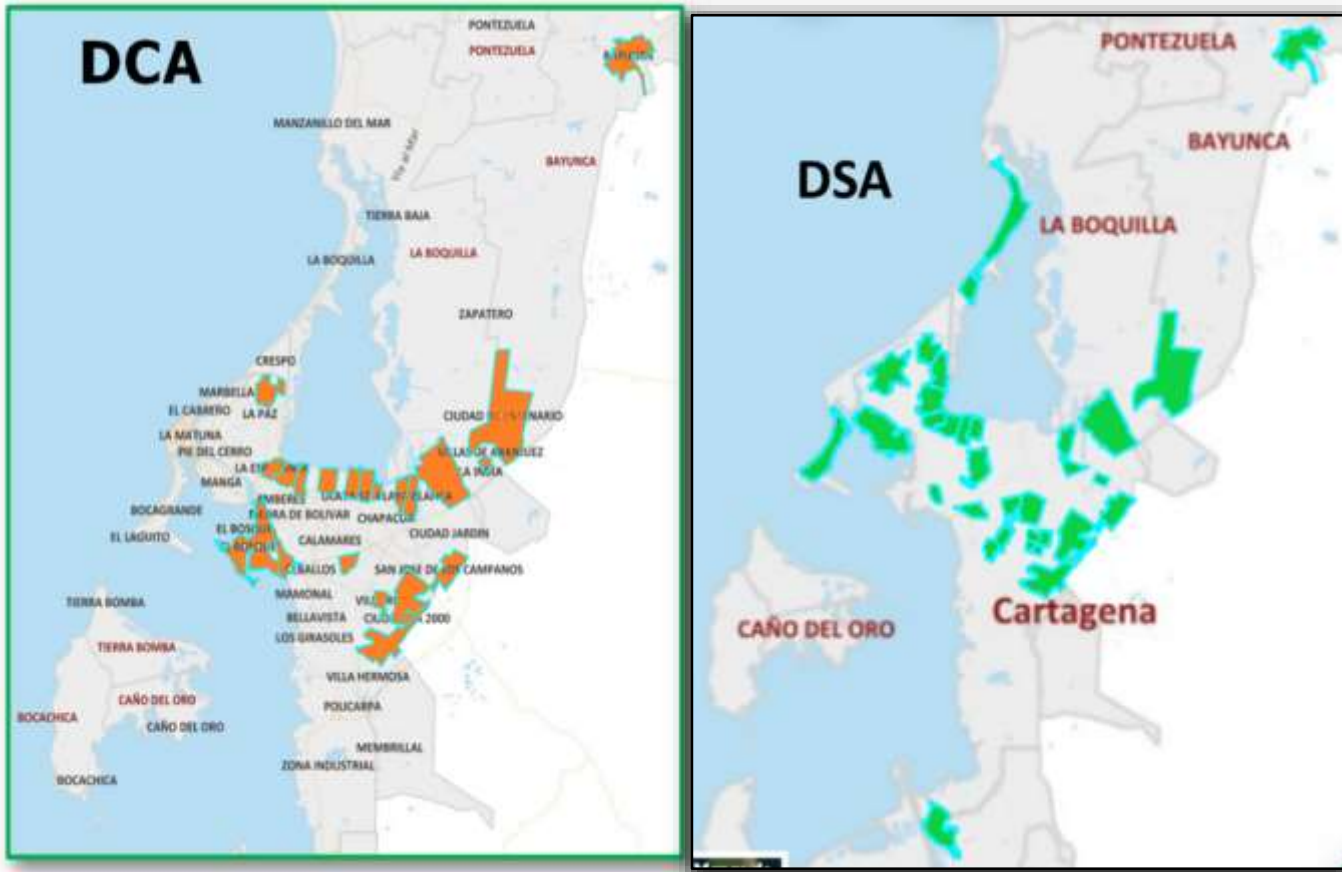 DCA
PONTEZUELA
PONTEZUELA
MANZANILLO DEL MAR
Vía al Mar
BAYUNCA
TIERRA BAJA
LA BOQUILLA
LA BOQUILLA
ZAPATERO
CRESPO
MARBELLA
EL CABRERO
LA PAZ
LA MATUNA
PIE DEL CERRO
MANGA
BOCAGRANDE
EL LAGUITO
CHAPACUA
EL BOSQUE
CALAMARES
CIUDAD JARDIN
SAN JOSE DE LOS CAMPANOS
MAMONAL
BELLAVISTA
LOS GIRASOLES
VILLA HERMOSA
POLICARPA
MEMBRILLAL
ZONA INDUSTRIAL
TIERRA BOMBA
TIERRA BOMBA
CAÑO DEL ORO
BOCACHICA
CAÑO DEL ORO
BOCACHICA
DSA
PONTEZUELA
BAYUNCA
LA BOQUILLA
Cartagena
CAÑO DEL ORO